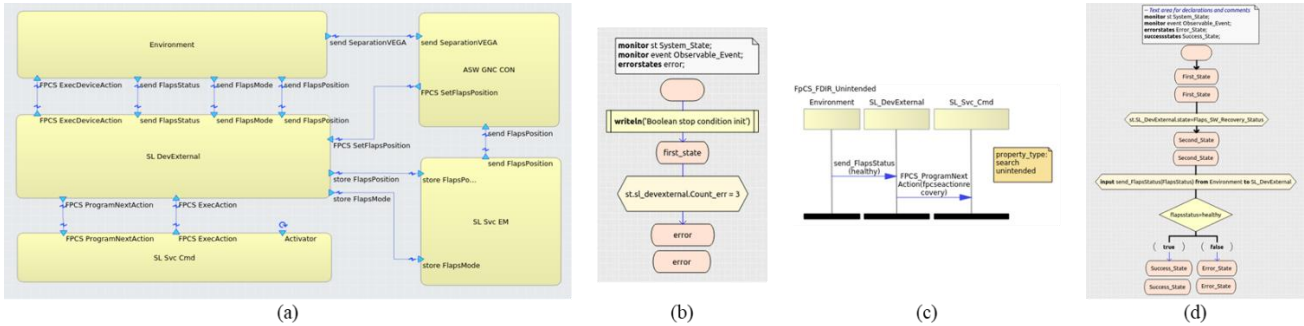 Environment
send SeparationVEGA
send SeparationVEGA
ASW GNC CON
FPCS SetFlapsPosition
send FlapsPosition
FPCS ExecDeviceAction
send FlapsStatus
send FlapsMode
send FlapsPosition
FPCS ExecDeviceAction
send FlapsStatus
send FlapsMode
send FlapsPosition
FPCS SetFlapsPosition
SL DevExternal
store FlapsPosition
store FlapsMode
FPCS ProgramNextAction
FPCS ExecAction
store FlapsPo...
SL Svc EM
store FlapsMode
FPCS ProgramNextAction
FPCS ExecAction
Activator
SL Svc Cmd
(a)
monitor st System_State;
monitor event Observable_Event;
errorstates error;
writeln('Boolean stop condition init')
first_state
st.sl_devexternal.Count_err = 3
error
error
(b)
FpCS_FDIR_Unintended
Environment
SL_DevExternal
SL_Svc_Cmd
send_FlapsStatus
(healthy)
FPCS_ProgramNext
Action(fpcseactionre
covery)
property_type:
search
unintended
(c)
-- Text area for declarations and comments
monitor st System_State;
monitor event Observable_Event;
errorstates Error_State;
successstates Success_State;
First_State
First_State
st.SL_DevExternal.state=Flaps_SW_Recovery_Status
Second_State
Second_State
input send_FlapsStatus(FlapsStatus) from Environment to SL_DevExternal
flapsstatus=healthy
( true )
( false )
Success_State
Error_State
Success_State
Error_State
(d)